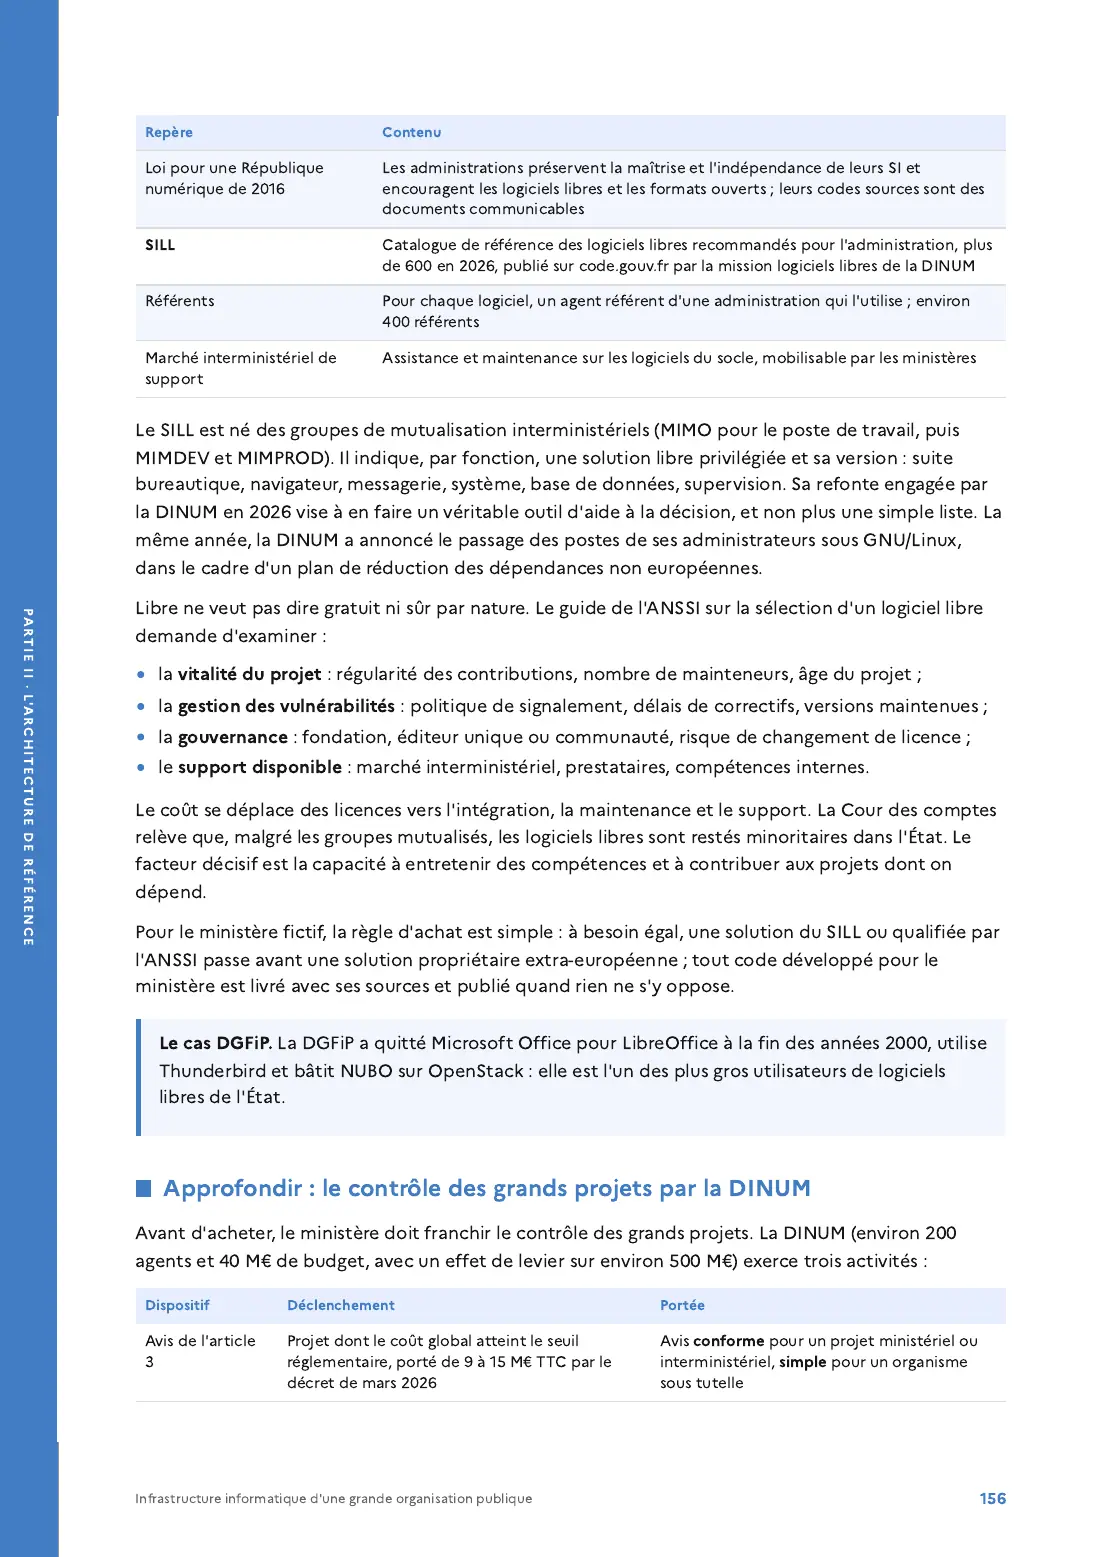 Repère
Contenu
Loi pour une République
numérique de 2016
Les administrations préservent la maîtrise et l'indépendance de leurs SI et
encouragent les logiciels libres et les formats ouverts ; leurs codes sources sont des
documents communicables
SILL
Catalogue de référence des logiciels libres recommandés pour l'administration, plus
de 600 en 2026, publié sur code.gouv.fr par la mission logiciels libres de la DINUM
Référents
Pour chaque logiciel, un agent référent d'une administration qui l'utilise ; environ
400 référents
Marché interministériel de
support
Assistance et maintenance sur les logiciels du socle, mobilisable par les ministères
Le SILL est né des groupes de mutualisation interministériels (MIMO pour le poste de travail, puis
MIMDEV et MIMPROD). Il indique, par fonction, une solution libre privilégiée et sa version : suite
bureautique, navigateur, messagerie, système, base de données, supervision. Sa refonte engagée par
la DINUM en 2026 vise à en faire un véritable outil d'aide à la décision, et non plus une simple liste. La
même année, la DINUM a annoncé le passage des postes de ses administrateurs sous GNU/Linux,
dans le cadre d'un plan de réduction des dépendances non européennes.
Libre ne veut pas dire gratuit ni sûr par nature. Le guide de l'ANSSI sur la sélection d'un logiciel libre
demande d'examiner :
• la vitalité du projet : régularité des contributions, nombre de mainteneurs, âge du projet ;
• la gestion des vulnérabilités : politique de signalement, délais de correctifs, versions maintenues ;
• la gouvernance : fondation, éditeur unique ou communauté, risque de changement de licence ;
• le support disponible : marché interministériel, prestataires, compétences internes.
Le coût se déplace des licences vers l'intégration, la maintenance et le support. La Cour des comptes
relève que, malgré les groupes mutualisés, les logiciels libres sont restés minoritaires dans l'État. Le
facteur décisif est la capacité à entretenir des compétences et à contribuer aux projets dont on
dépend.
Pour le ministère fictif, la règle d'achat est simple : à besoin égal, une solution du SILL ou qualifiée par
l'ANSSI passe avant une solution propriétaire extra-européenne ; tout code développé pour le
ministère est livré avec ses sources et publié quand rien ne s'y oppose.
Le cas DGFiP. La DGFiP a quitté Microsoft Office pour LibreOffice à la fin des années 2000, utilise
Thunderbird et bâtit NUBO sur OpenStack : elle est l'un des plus gros utilisateurs de logiciels
libres de l'État.
Approfondir : le contrôle des grands projets par la DINUM
Avant d'acheter, le ministère doit franchir le contrôle des grands projets. La DINUM (environ 200
agents et 40 M€ de budget, avec un effet de levier sur environ 500 M€) exerce trois activités :
Dispositif
Déclenchement
Portée
Avis de l'article
3
Projet dont le coût global atteint le seuil
réglementaire, porté de 9 à 15 M€ TTC par le
décret de mars 2026
Avis conforme pour un projet ministériel ou
interministériel, simple pour un organisme
sous tutelle
PARTIE II · L'ARCHITECTURE DE RÉFÉRENCE
Infrastructure informatique d'une grande organisation publique
156